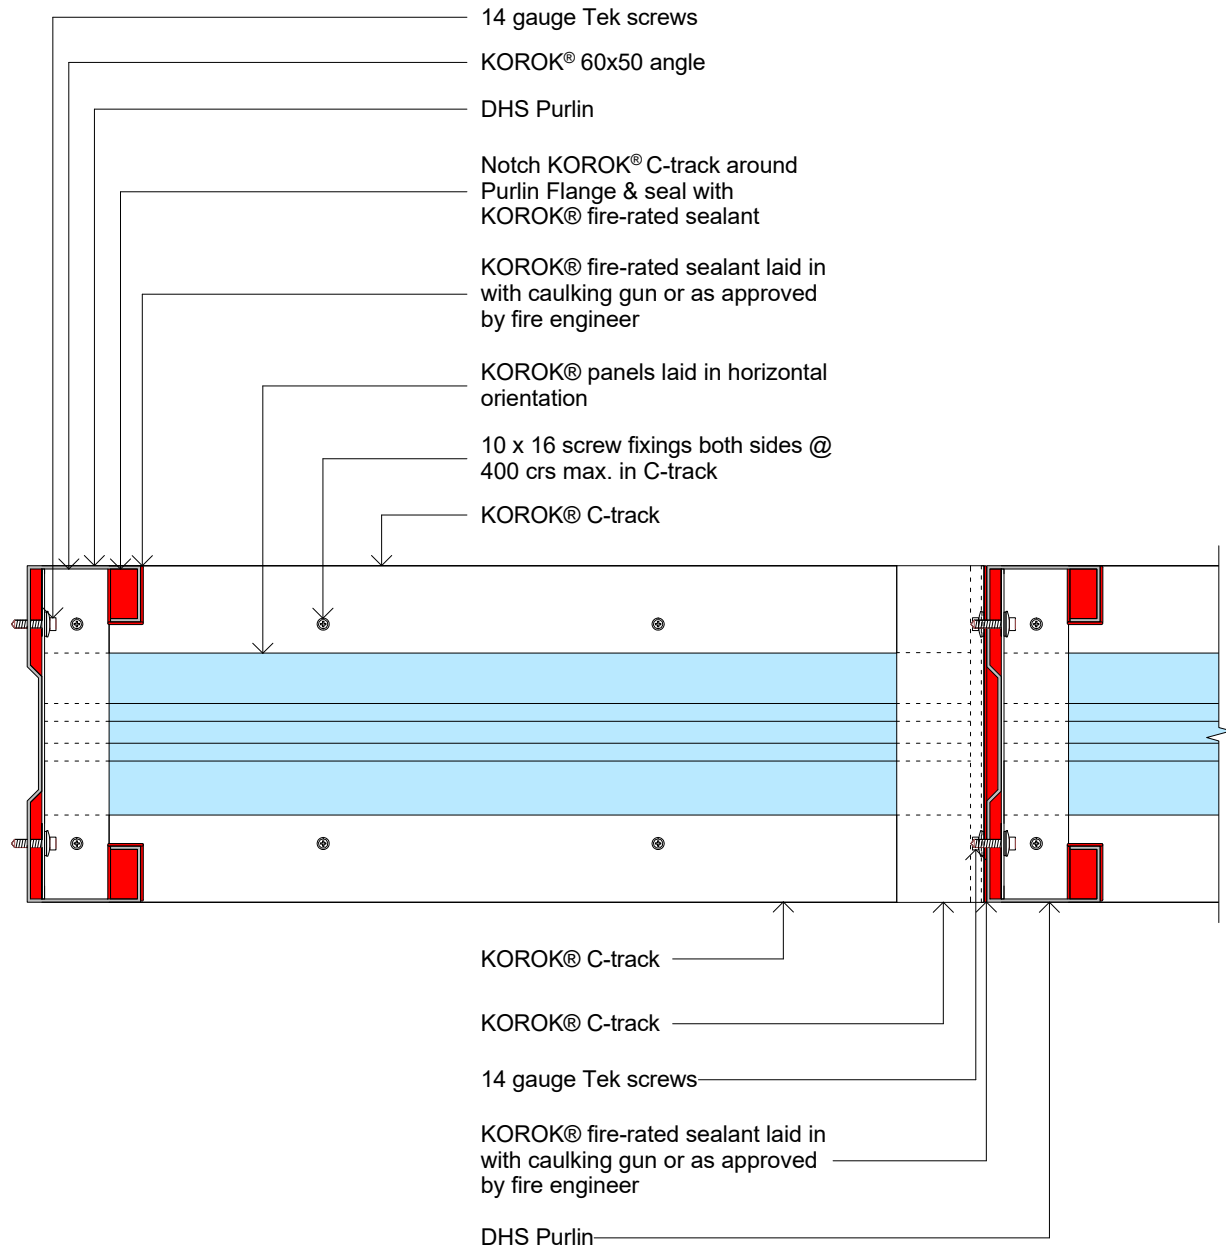 14 gauge Tek screws
KOROK® 60x50 angle
DHS Purlin
Notch KOROK® C-track around
Purlin Flange & seal with
KOROK® fire-rated sealant
KOROK® fire-rated sealant laid in
with caulking gun or as approved
by fire engineer
KOROK® panels laid in horizontal
orientation
10 x 16 screw fixings both sides @
400 crs max. in C-track
KOROK® C-track
KOROK® C-track
KOROK® C-track
14 gauge Tek screws
KOROK® fire-rated sealant laid in
with caulking gun or as approved
by fire engineer
DHS Purlin